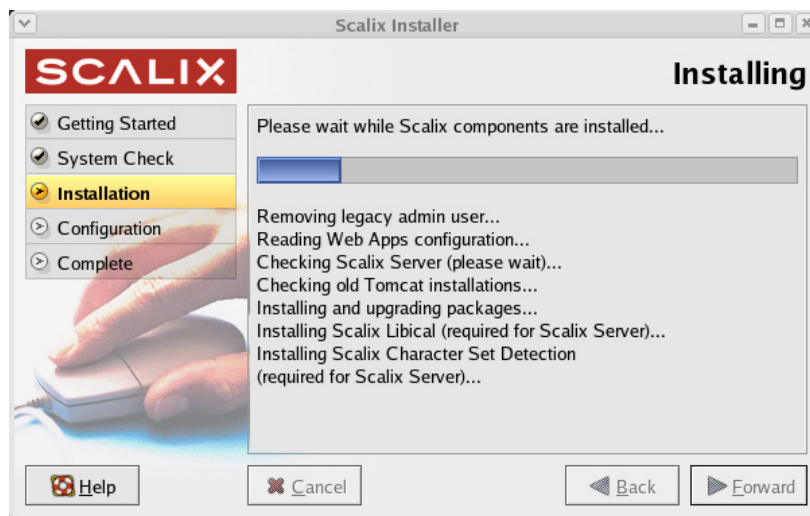 Scalix Installer
SCALIX
Installing
Getting Started
System Check
Installation
Configuration
Complete
Please wait while Scalix components are installed...
Removing legacy admin user...
Reading Web Apps configuration...
Checking Scalix Server (please wait)...
Checking old Tomcat installations...
Installing and upgrading packages...
Installing Scalix Libical (required for Scalix Server)...
Installing Scalix Character Set Detection
(required for Scalix Server)...
Help
Cancel
Back
Forward